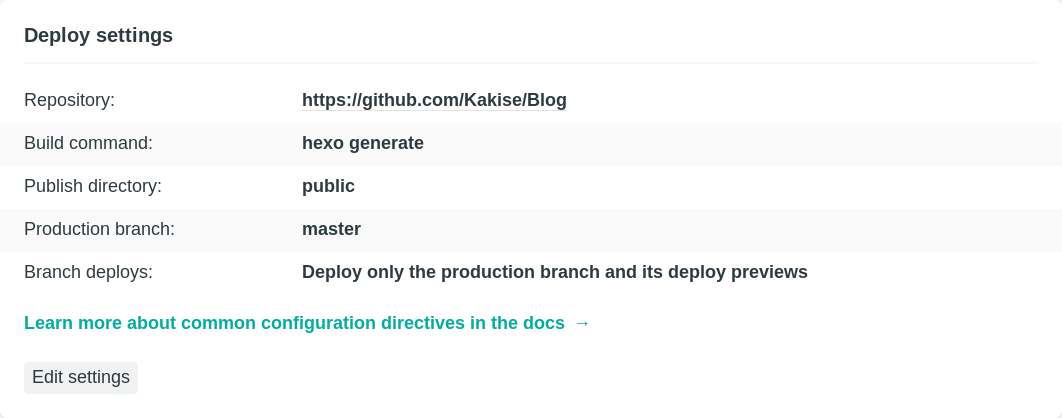 Deploy settings
Repository: https://github.com/Kakise/Blog
Build command: hexo generate
Publish directory: public
Production branch: master
Branch deploys: Deploy only the production branch and its deploy previews
Learn more about common configuration directives in the docs →
Edit settings